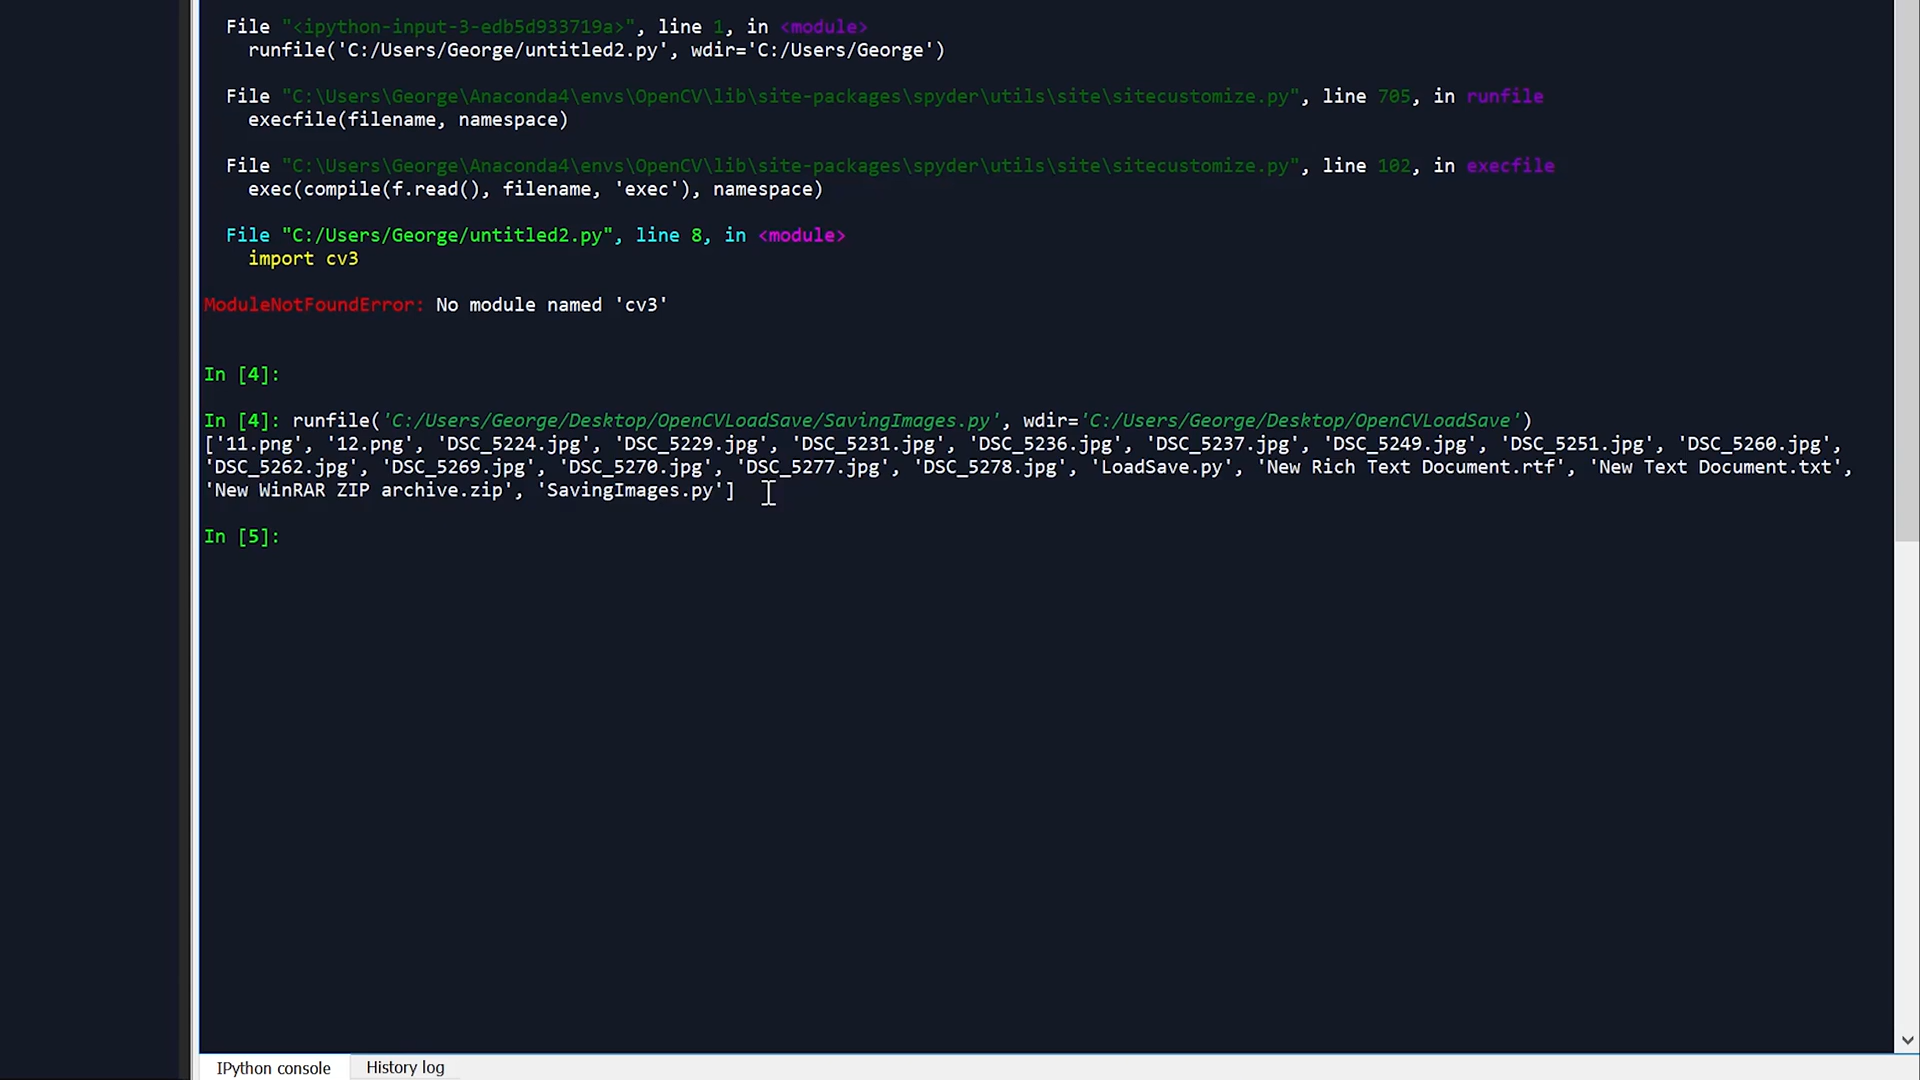 File "<ipython-input-3-edb5d933719a>", line 1, in <module>
runfile('C:/Users/George/untitled2.py', wdir='C:/Users/George')
File "C:\Users\George\Anaconda4\envs\OpenCV\lib\site-packages\spyder\utils\site\sitecustomize.py", line 705, in runfile
execfile(filename, namespace)
File "C:\Users\George\Anaconda4\envs\OpenCV\lib\site-packages\spyder\utils\site\sitecustomize.py", line 102, in execfile
exec(compile(f.read(), filename, 'exec'), namespace)
File "C:/Users/George/untitled2.py", line 8, in <module>
import cv3
ModuleNotFoundError: No module named 'cv3'
In [4]:
In [4]: runfile('C:/Users/George/Desktop/OpenCVLoadSave/SavingImages.py', wdir='C:/Users/George/Desktop/OpenCVLoadSave')
['11.png', '12.png', 'DSC_5224.jpg', 'DSC_5229.jpg', 'DSC_5231.jpg', 'DSC_5236.jpg', 'DSC_5237.jpg', 'DSC_5249.jpg', 'DSC_5251.jpg', 'DSC_5260.jpg',
'DSC_5262.jpg', 'DSC_5269.jpg', 'DSC_5270.jpg', 'DSC_5277.jpg', 'DSC_5278.jpg', 'LoadSave.py', 'New Rich Text Document.rtf', 'New Text Document.txt',
'New WinRAR ZIP archive.zip', 'SavingImages.py']
In [5]:
IPython console
History log